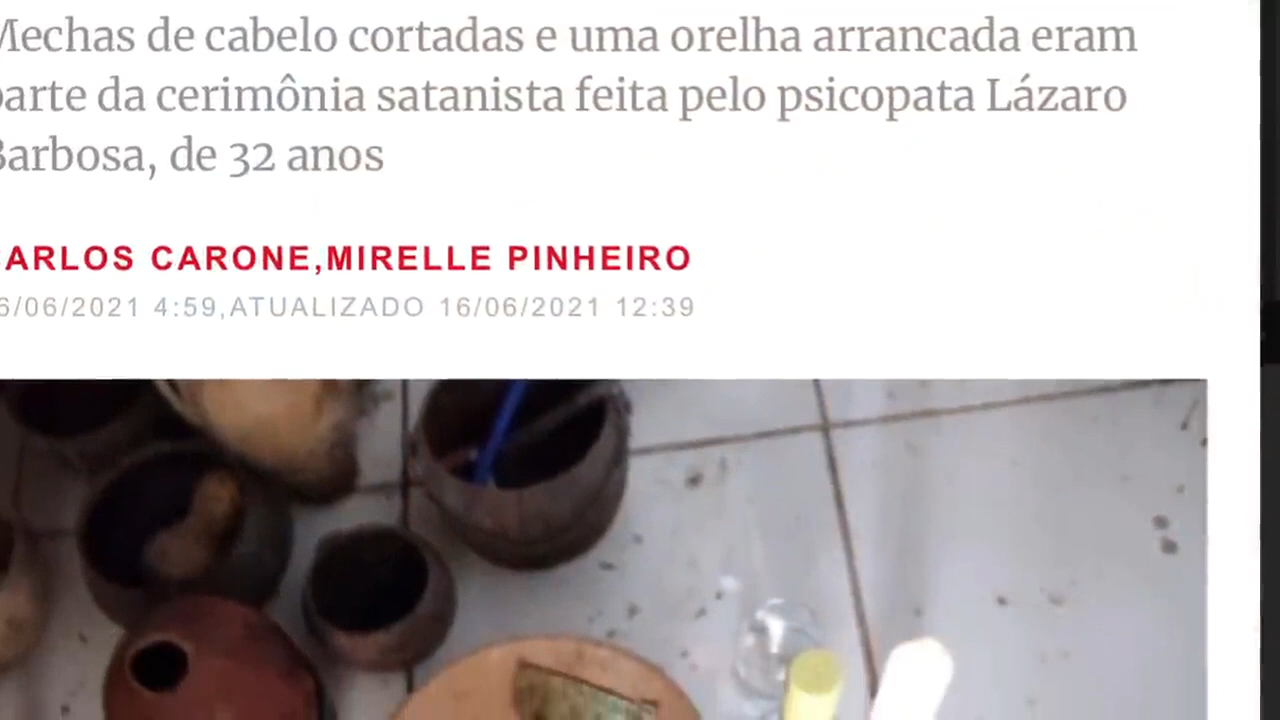 Mechas de cabelo cortadas e uma orelha arrancada eram
parte da cerimônia satanista feita pelo psicopata Lázaro
Barbosa, de 32 anos
CARLOS CARONE,MIRELLE PINHEIRO
6/06/2021 4:59,ATUALIZADO 16/06/2021 12:39